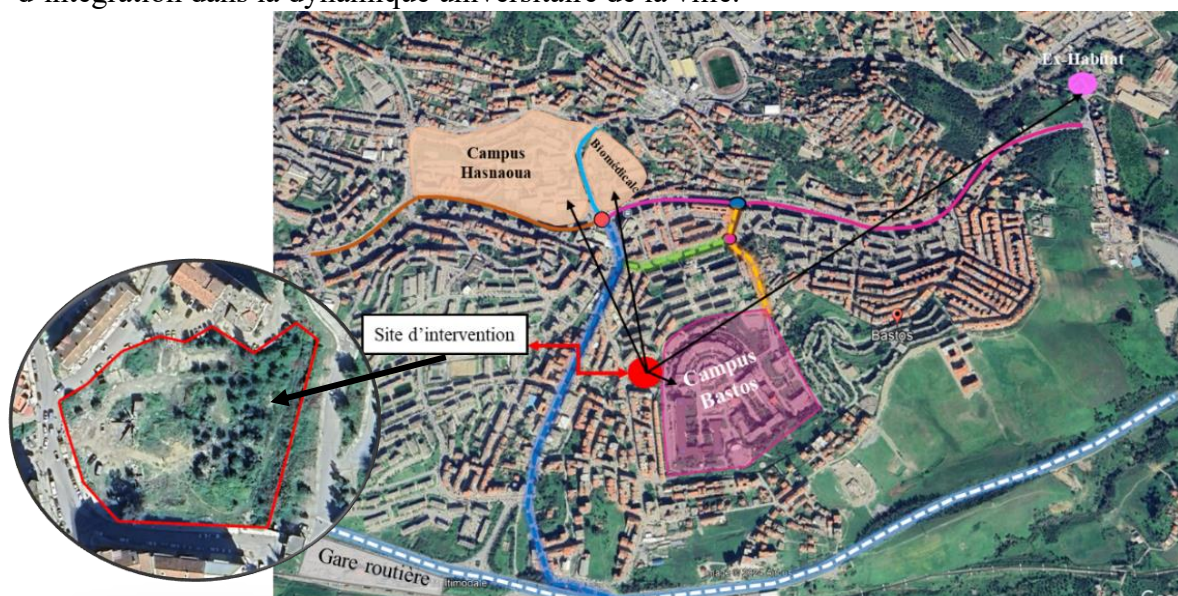 d’intégration dans la dynamique universitaire de la ville.
Ex-Habitat
Campus
Hasnaoua
Biomédicale
Site d’intervention
Bastos
Campus
Bastos
Gare routière
timodale